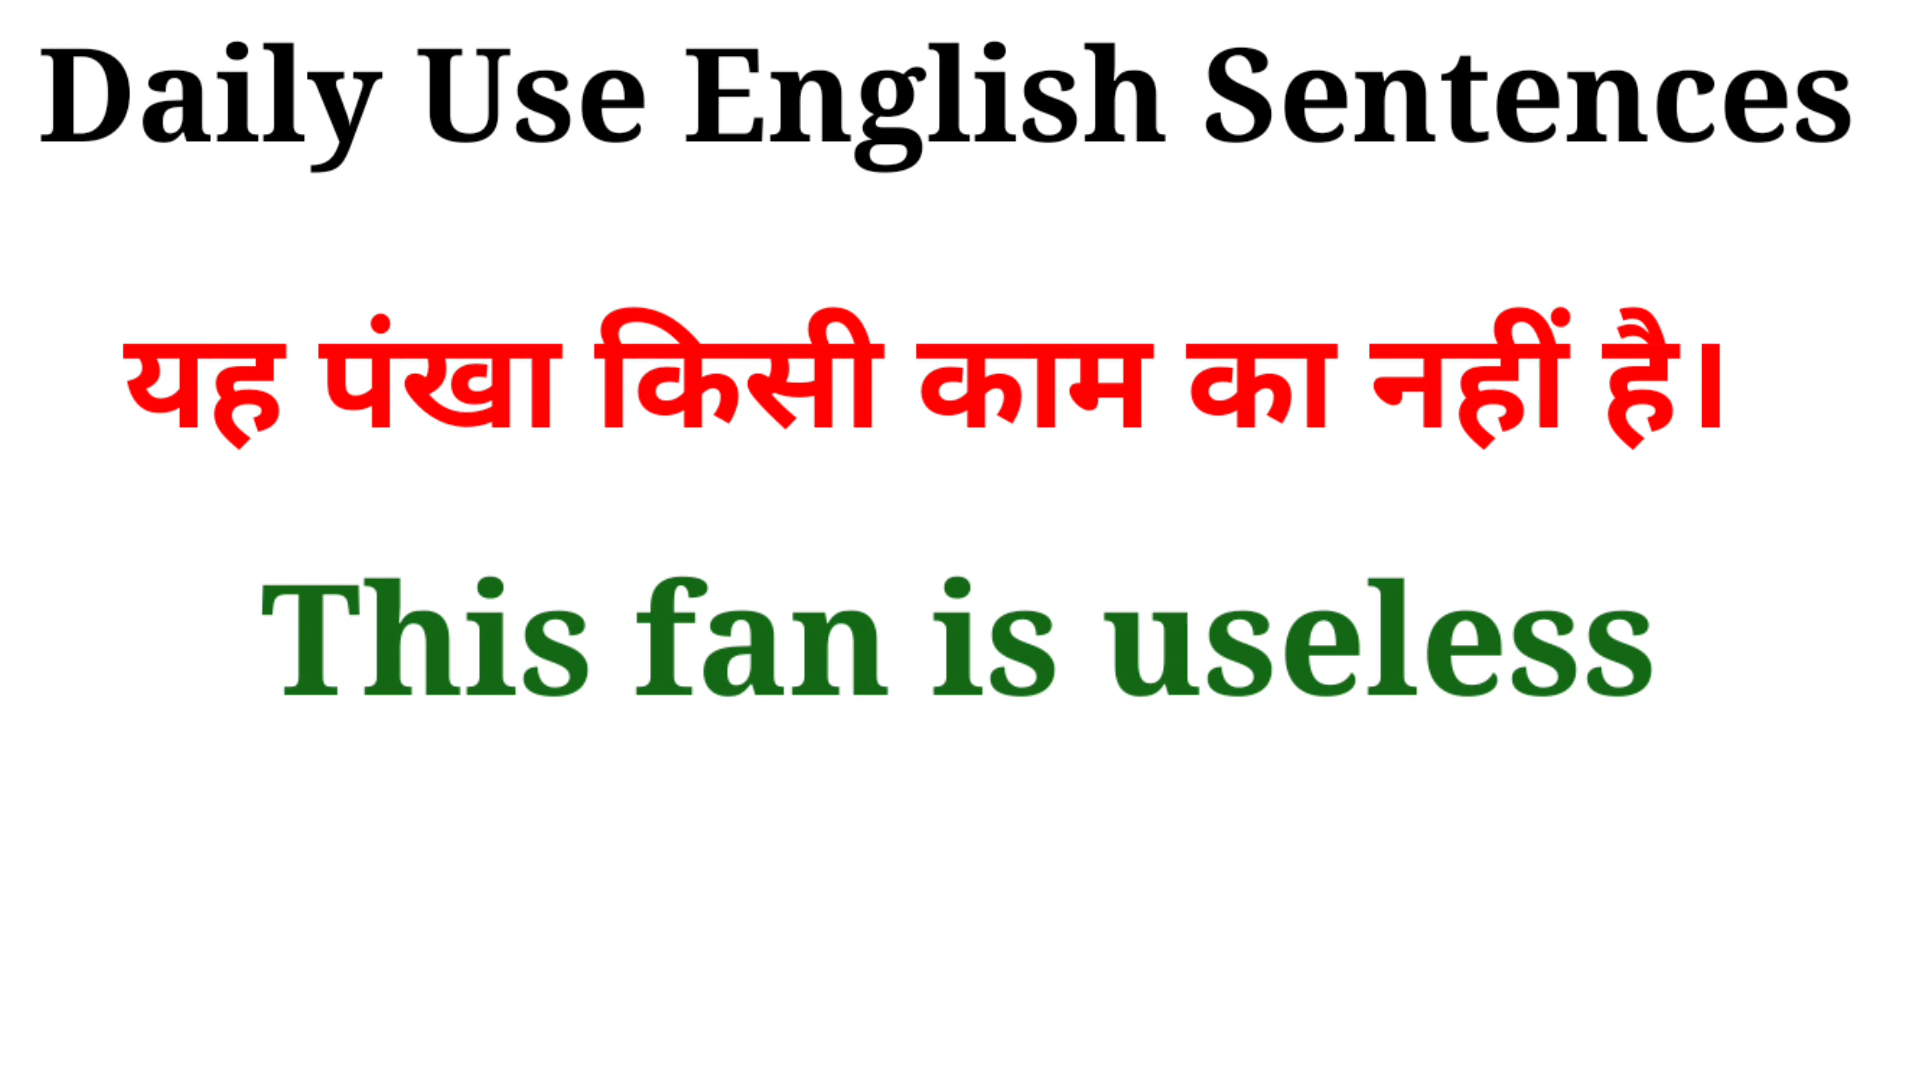 Daily Use English Sentences
यह पंखा किसी काम का नहीं है।
This fan is useless